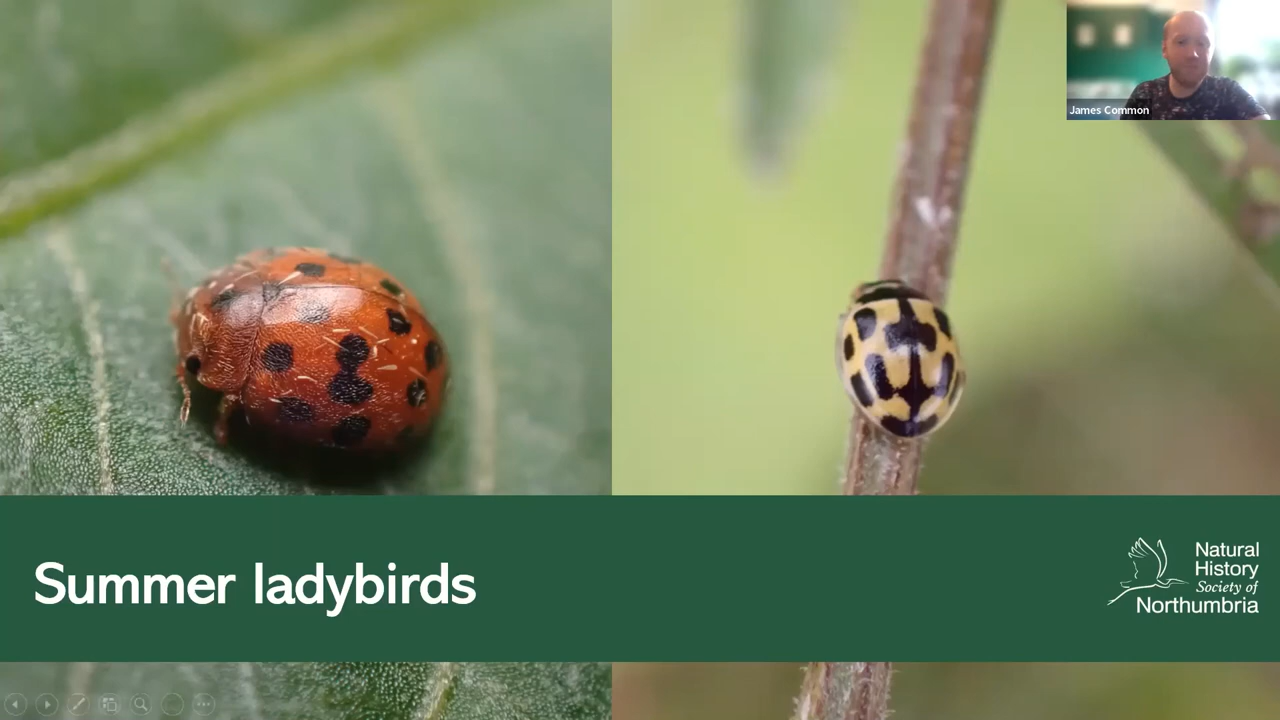 James Common
Summer ladybirds
Natural
History
Society of
Northumbria